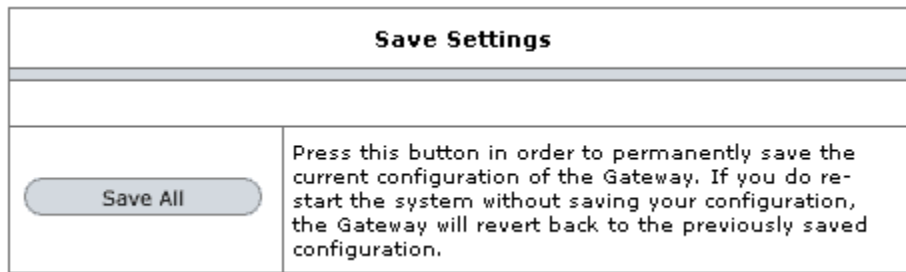 Save Settings
Save All
Press this button in order to permanently save the
current configuration of the Gateway. If you do re-
start the system without saving your configuration,
the Gateway will revert back to the previously saved
configuration.